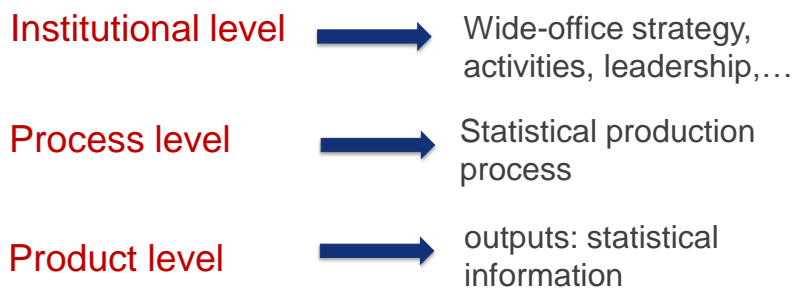 Institutional level
Wide-office strategy,
activities, leadership,…
Process level
Statistical production
process
Product level
outputs: statistical
information